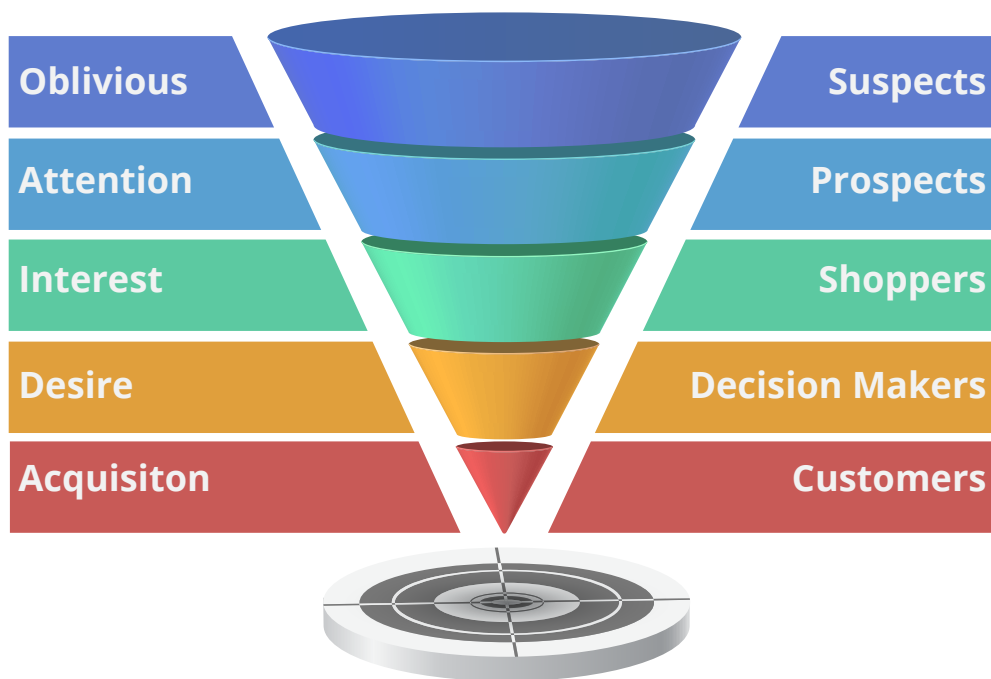 Oblivious
Suspects
Attention
Prospects
Interest
Shoppers
Desire
Decision Makers
Acquisiton
Customers